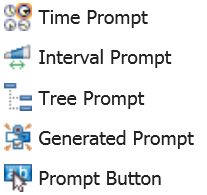 Time Prompt
Interval Prompt
Tree Prompt
Generated Prompt
Prompt Button